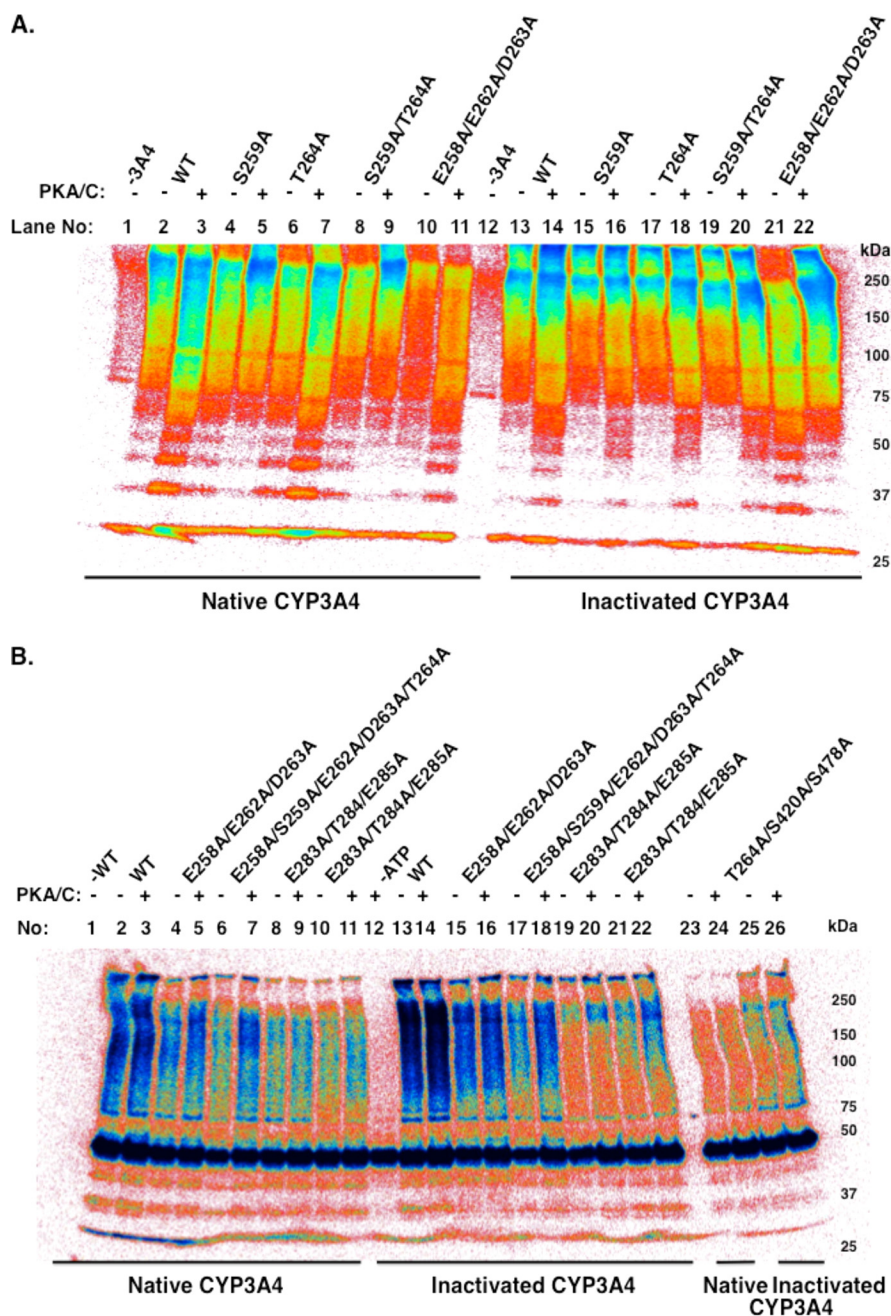 A.
-3A4 WT S259A T264A S259A/T264A E258A/E262A/D263A -3A4 WT S259A T264A S259A/T264A E258A/E262A/D263A
PKA/C: - - + - + - + - + - + - - + - + - + - + - +
Lane No: 1 2 3 4 5 6 7 8 9 10 11 12 13 14 15 16 17 18 19 20 21 22
kDa
250
150
100
75
50
37
25
Native CYP3A4 Inactivated CYP3A4
B.
-WT WT E258A/E262A/D263A E258A/S259A/E262A/D263A/T264A E283A/T284/E285A E283A/T284A/E285A -ATP WT E258A/E262A/D263A E258A/S259A/E262A/D263A/T264A E283A/T284A/E285A E283A/T284/E285A T264A/S420A/S478A
PKA/C: - - + - + - + - + - + + - + - + - + - + - + - + - +
No: 1 2 3 4 5 6 7 8 9 10 11 12 13 14 15 16 17 18 19 20 21 22 23 24 25 26 kDa
250
150
100
75
50
37
25
Native CYP3A4 Inactivated CYP3A4 Native Inactivated
CYP3A4